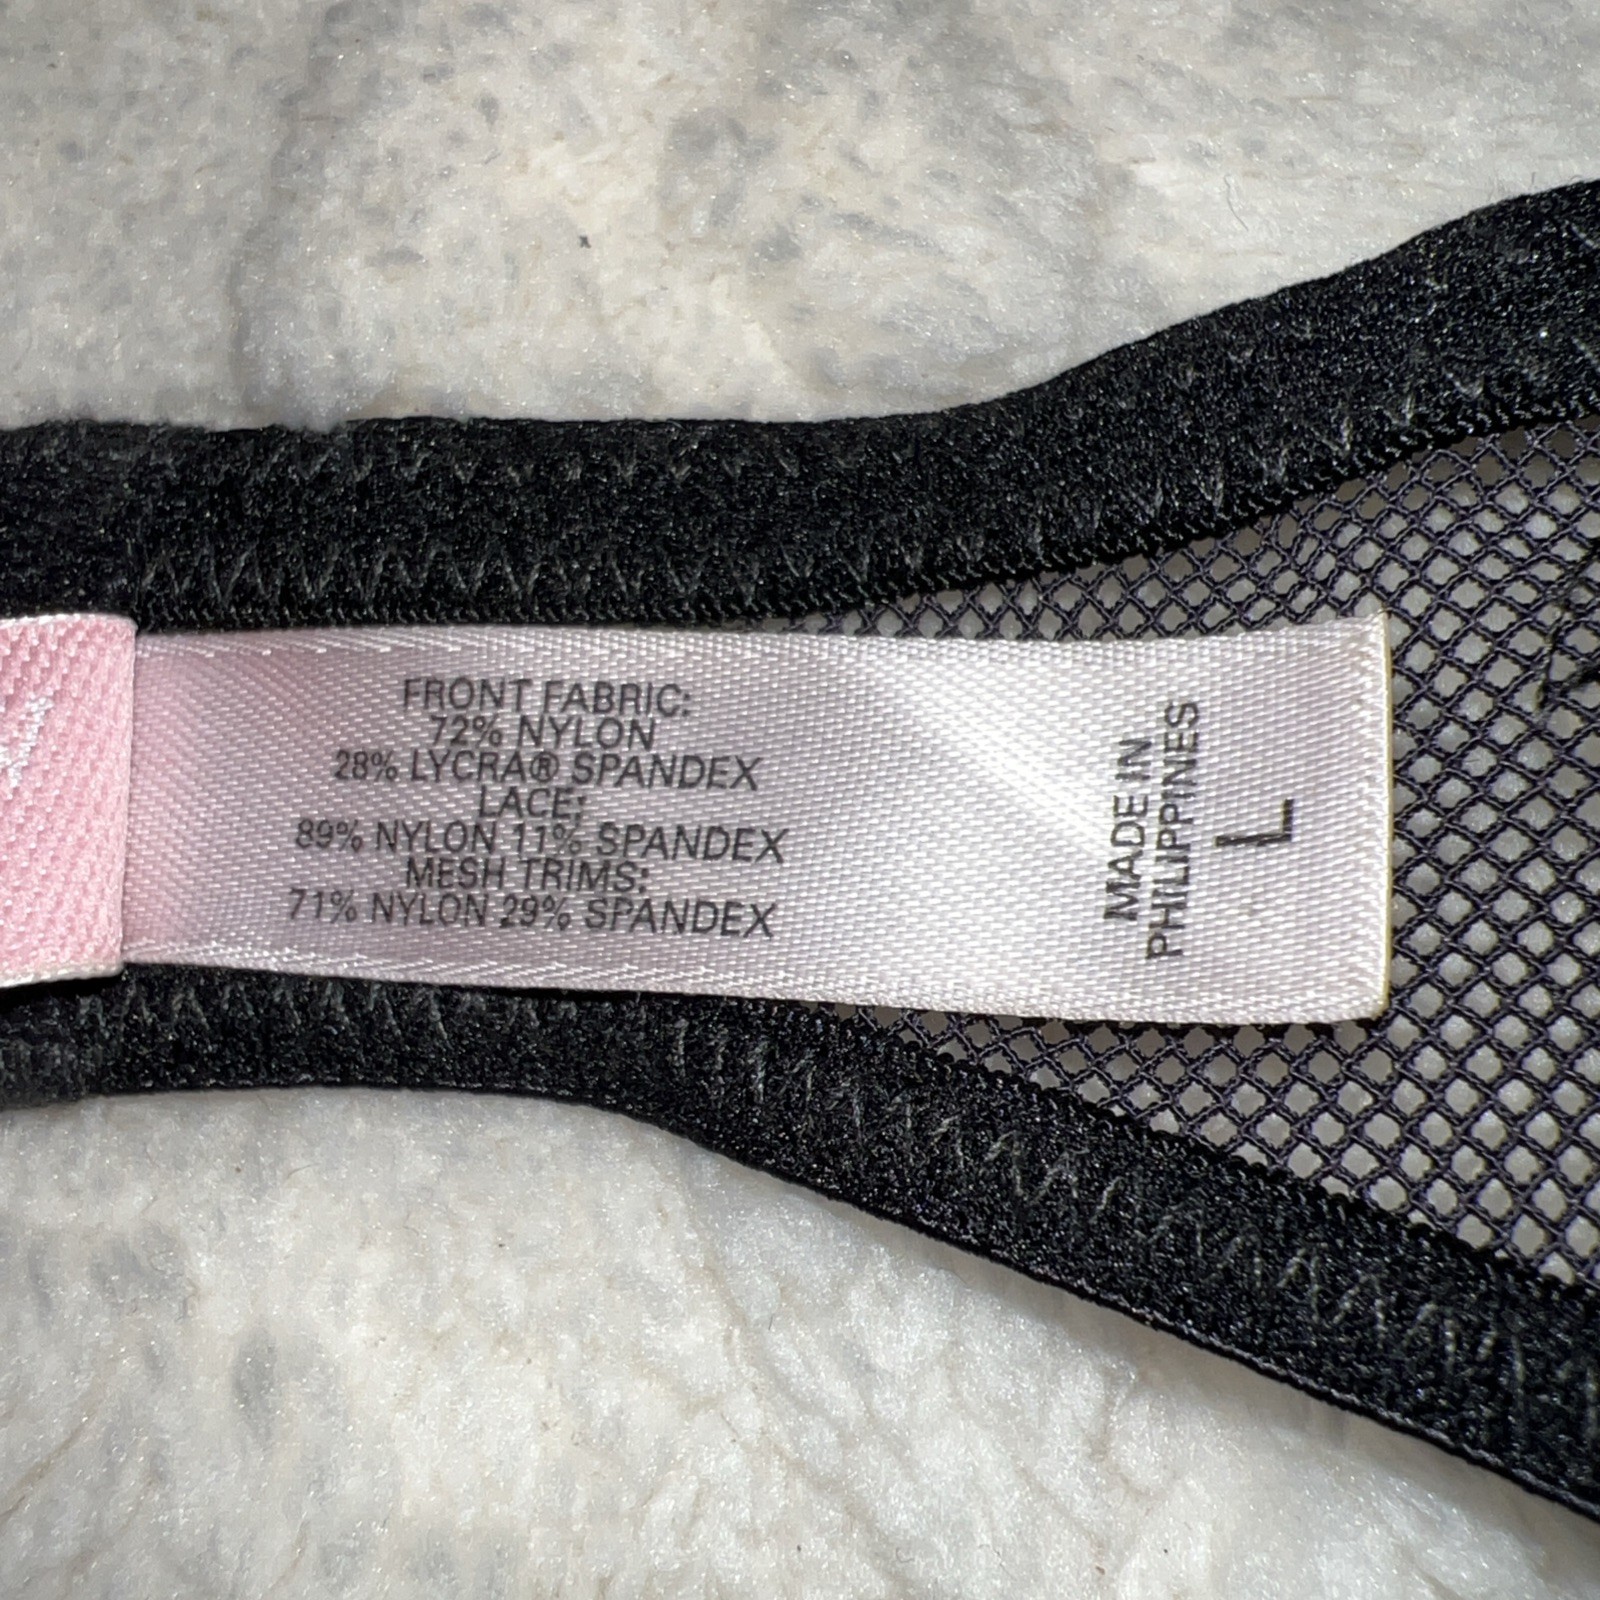 FRONT FABRIC:
72% NYLON
28% LYCRA® SPANDEX
LACE:
89% NYLON 11% SPANDEX
MESH TRIMS:
71% NYLON 29% SPANDEX
MADE IN
PHILIPPINES
L